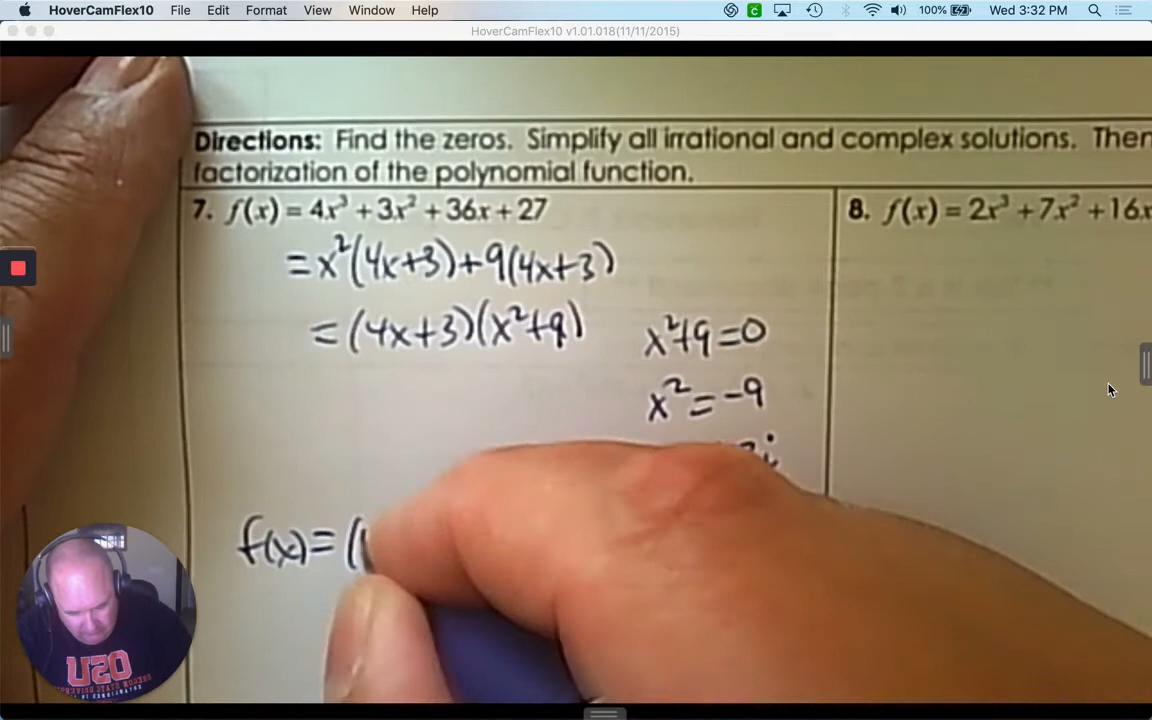 HoverCamFlex10 File Edit Format View Window Help 100% Wed 3:32 PM
HoverCamFlex10 v1.01.018(11/11/2015)
Directions: Find the zeros. Simplify all irrational and complex solutions. Then
factorization of the polynomial function.
7. f(x) = 4x³ + 3x² + 36x + 27
= x²(4x+3)+9(4x+3)
= (4x+3)(x²+9)
x²+9=0
x² = -9
i
f(x) = (
8. f(x) = 2x³ + 7x² + 16x
OSU